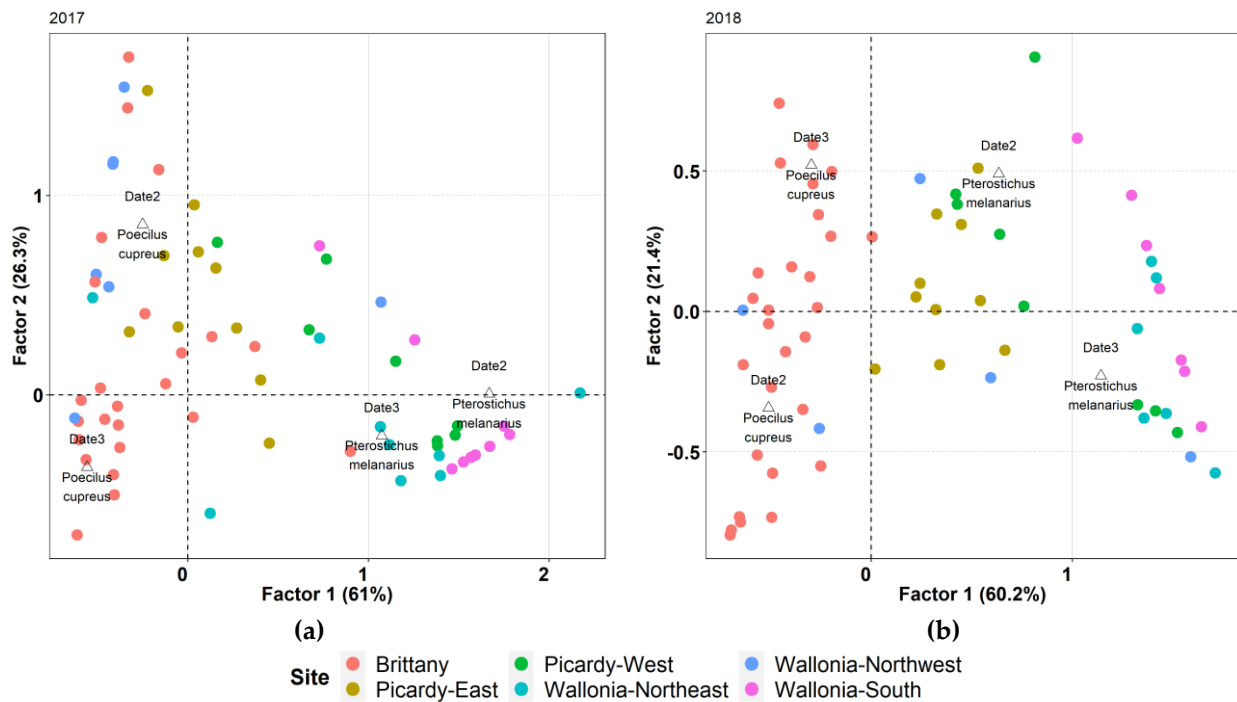 2017
Factor 2 (26.3%)
1
0
Date2
Poecilus
cupreus
Date3
Poecilus
cupreus
Date3
Pterostichus
melanarius
Date2
Pterostichus
melanarius
0
1
2
Factor 1 (61%)
(a)
2018
Factor 2 (21.4%)
0.5
0.0
-0.5
Date3
Poecilus
cupreus
Date2
Pterostichus
melanarius
Date2
Poecilus
cupreus
Date3
Pterostichus
melanarius
0
1
Factor 1 (60.2%)
(b)
Site
Brittany
Picardy-East
Picardy-West
Wallonia-Northeast
Wallonia-Northwest
Wallonia-South